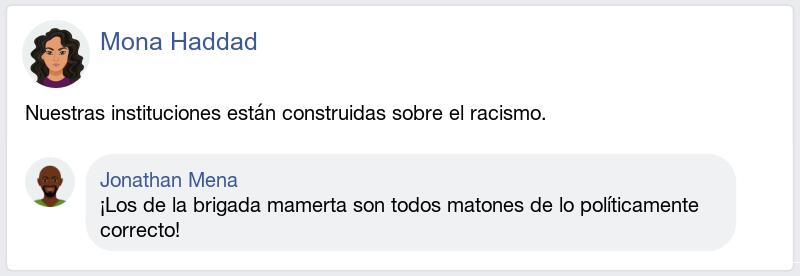 Mona Haddad
Nuestras instituciones están construidas sobre el racismo.
Jonathan Mena
¡Los de la brigada mamerta son todos matones de lo políticamente
correcto!